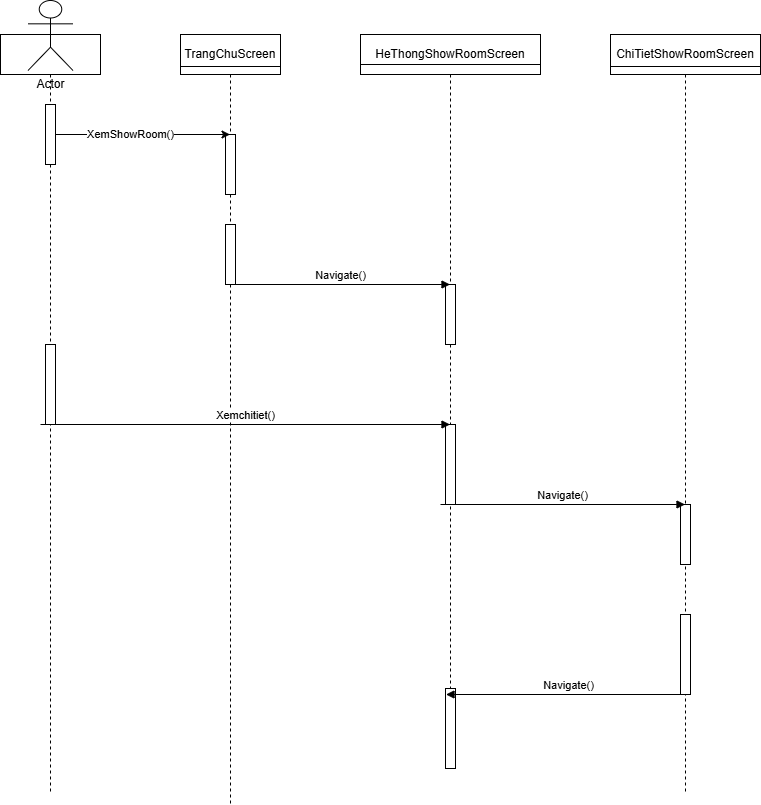 TrangChuScreen
HeThongShowRoomScreen
ChiTietShowRoomScreen
Actor
XemShowRoom()
Navigate()
Xemchitiet()
Navigate()
Navigate()